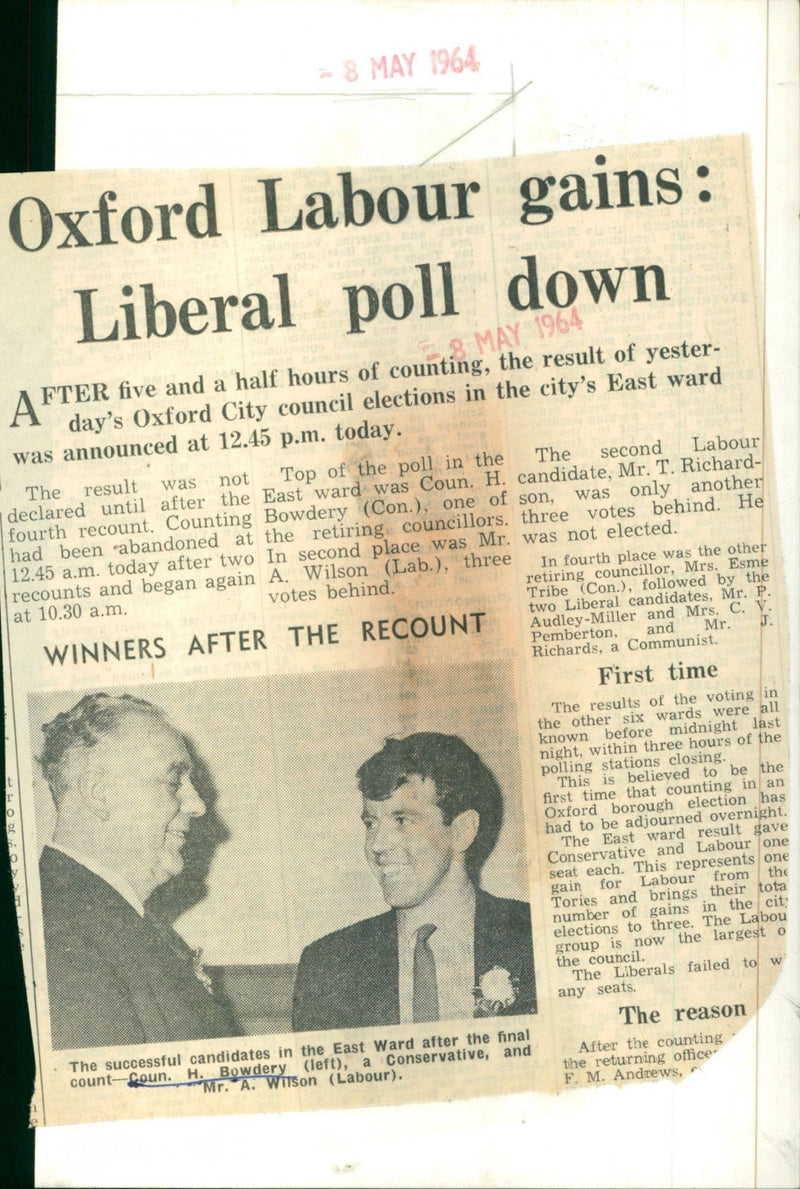 - 8 MAY 1964
Oxford Labour gains:
Liberal poll down
- 8 MAY 1964
AFTER five and a half hours of counting, the result of yester-
day's Oxford City council elections in the city's East ward
was announced at 12.45 p.m. today.
The result was not
declared until after the
fourth recount. Counting
had been abandoned at
12.45 a.m. today after two
recounts and began again
at 10.30 a.m.
Top of the poll in the
East ward was Coun. H.
Bowdery (Con.), one of
the retiring councillors.
In second place was Mr.
A. Wilson (Lab.), three
votes behind.
The second Labour
candidate, Mr. T. Richard-
son, was only another
three votes behind. He
was not elected.
In fourth place was the other
retiring councillor, Mrs. Esme
Tribe (Con.), followed by the
two Liberal candidates, Mr. P.
Audley-Miller and Mrs. C. V.
Pemberton, and Mr. J.
Richards, a Communist.
First time
The results of the voting in
the other six wards were all
known before midnight last
night, within three hours of the
polling stations closing.
This is believed to be the
first time that counting in an
Oxford borough election has
had to be adjourned overnight.
The East ward result gave
Conservative and Labour one
seat each. This represents one
gain for Labour from the
Tories and brings their tota
number of gains in the city
elections to three. The Labou
group is now the largest o
the council.
The Liberals failed to w
any seats.
The reason
After the counting
the returning office
F. M. Andrews,
WINNERS AFTER THE RECOUNT
The successful candidates in the East Ward after the final
count—Coun. H. Bowdery (left), a Conservative, and
Mr. A. Wilson (Labour).